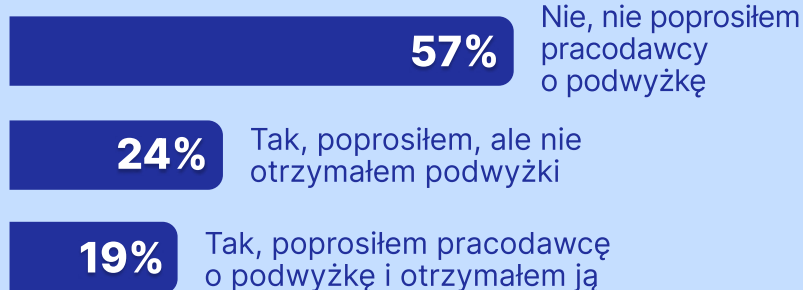 57%
Nie, nie poprosiłem
pracodawcy
o podwyżkę
24%
Tak, poprosiłem, ale nie
otrzymałem podwyżki
19%
Tak, poprosiłem pracodawcę
o podwyżkę i otrzymałem ją